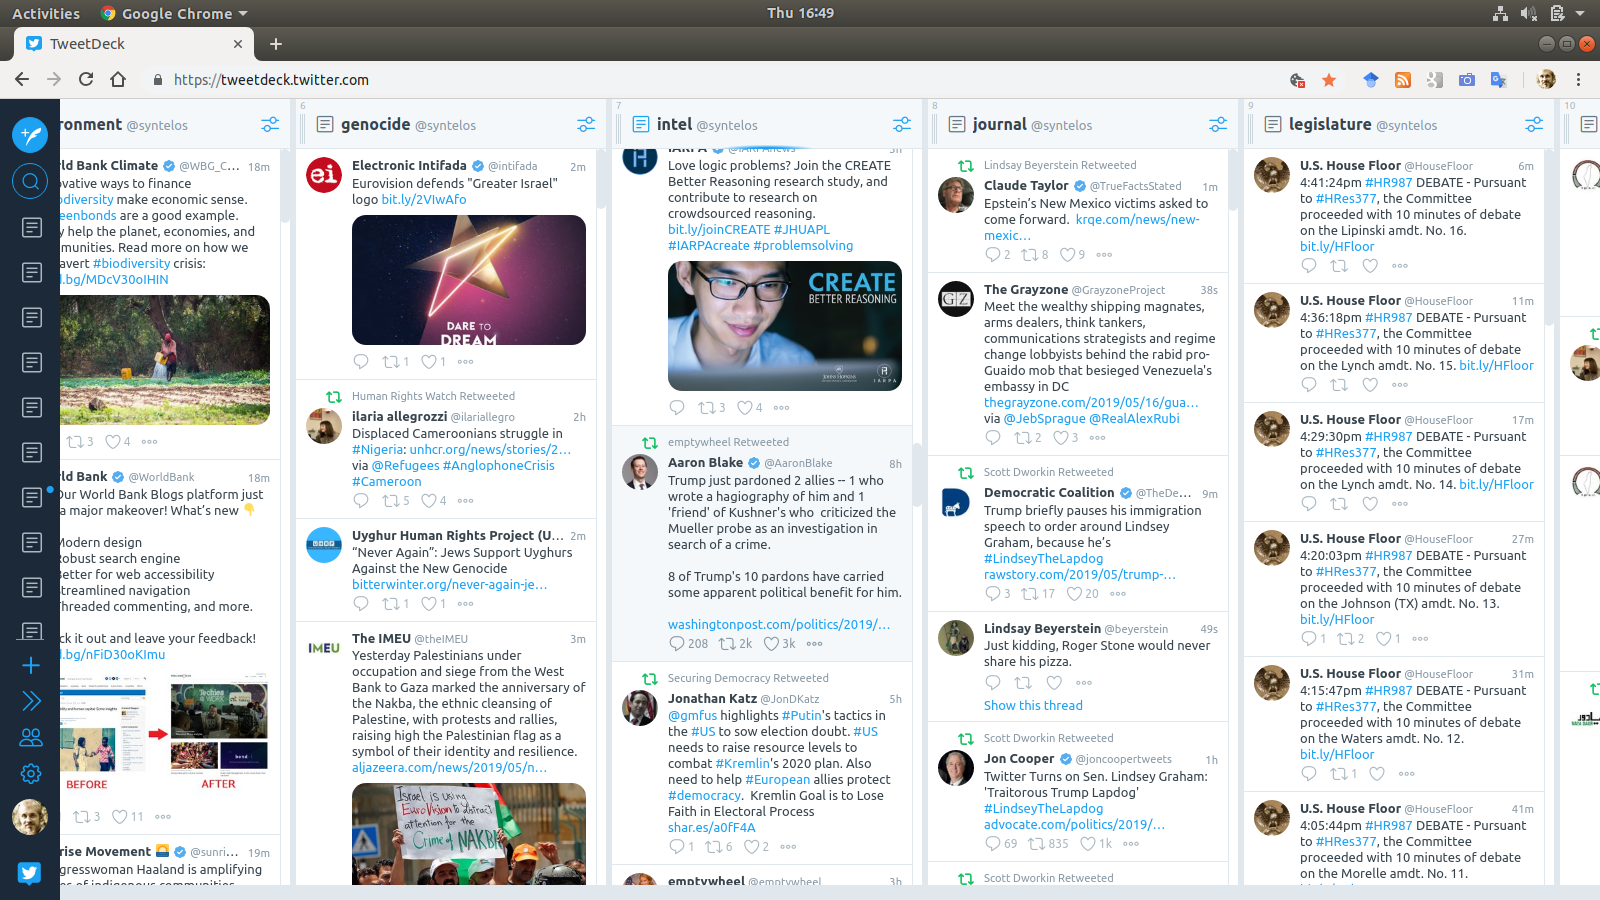 Activities
Google Chrome
Thu 16:49
TweetDeck
https://tweetdeck.twitter.com
ronment @syntelos
ld Bank Climate @WBG_C... 18m
ovative ways to finance
odiversity make economic sense.
eenbonds are a good example.
y help the planet, economies, and
munities. Read more on how we
avert #biodiversity crisis:
d.bg/MDcV30oIHIN
3 4
ld Bank @WorldBank 18m
Our World Bank Blogs platform just
a major makeover! What's new 👇
Modern design
Robust search engine
Better for web accessibility
Streamlined navigation
Threaded commenting, and more.
ck it out and leave your feedback!
d.bg/nFiD30oKImu
BEFORE AFTER
3 11
rise Movement @sunri... 19m
gresswoman Haaland is amplifying
es of indigenous communities
6
genocide @syntelos
Electronic Intifada @intifada 2m
Eurovision defends "Greater Israel"
logo bit.ly/2VIwAfo
DARE TO
DREAM
1 1
Human Rights Watch Retweeted
ilaria allegrozzi @ilariallegro 2h
Displaced Cameroonians struggle in
#Nigeria: unhcr.org/news/stories/2…
via @Refugees #AnglophoneCrisis
#Cameroon
5 4
Uyghur Human Rights Project (U... 2m
“Never Again”: Jews Support Uyghurs
Against the New Genocide
bitterwinter.org/never-again-je…
1 1
IMEU
The IMEU @theIMEU 3m
Yesterday Palestinians under
occupation and siege from the West
Bank to Gaza marked the anniversary of
the Nakba, the ethnic cleansing of
Palestine, with protests and rallies,
raising high the Palestinian flag as a
symbol of their identity and resilience.
aljazeera.com/news/2019/05/n…
Israel is using
EuroVision to distract
attention for the
Crime of NAKBA
7
intel @syntelos
IARPA @IARPAnews 3h
Love logic problems? Join the CREATE
Better Reasoning research study, and
contribute to research on
crowdsourced reasoning.
bit.ly/joinCREATE #JHUAPL
#IARPAcreate #problemsolving
CREATE
BETTER REASONING
IARPA
3 4
emptywheel Retweeted
Aaron Blake @AaronBlake 8h
Trump just pardoned 2 allies -- 1 who
wrote a hagiography of him and 1
'friend' of Kushner's who criticized the
Mueller probe as an investigation in
search of a crime.
8 of Trump's 10 pardons have carried
some apparent political benefit for him.
washingtonpost.com/politics/2019/…
208 2k 3k
Securing Democracy Retweeted
Jonathan Katz @JonDKatz 5h
@gmfus highlights #Putin's tactics in
the #US to sow election doubt. #US
needs to raise resource levels to
combat #Kremlin's 2020 plan. Also
need to help #European allies protect
#democracy. Kremlin Goal is to Lose
Faith in Electoral Process
shar.es/a0fF4A
1 6 2
emptywheel @emptywheel 3h
8
journal @syntelos
Lindsay Beyerstein Retweeted
Claude Taylor @TrueFactsStated 1m
Epstein’s New Mexico victims asked to
come forward. krqe.com/news/new-
mexic…
2 8 9
GZ
The Grayzone @GrayzoneProject 38s
Meet the wealthy shipping magnates,
arms dealers, think tankers,
communications strategists and regime
change lobbyists behind the rabid pro-
Guaido mob that besieged Venezuela's
embassy in DC
thegrayzone.com/2019/05/16/gua…
via @JebSprague @RealAlexRubi
2 3
Scott Dworkin Retweeted
Democratic Coalition @TheDe... 9m
Trump briefly pauses his immigration
speech to order around Lindsey
Graham, because he’s
#LindseyTheLapdog
rawstory.com/2019/05/trump-…
3 17 20
Lindsay Beyerstein @beyerstein 49s
Just kidding, Roger Stone would never
share his pizza.
Show this thread
Scott Dworkin Retweeted
Jon Cooper @joncoopertweets 1h
Twitter Turns on Sen. Lindsey Graham:
'Traitorous Trump Lapdog'
#LindseyTheLapdog
advocate.com/politics/2019/…
69 835 1k
Scott Dworkin Retweeted
9
legislature @syntelos
U.S. House Floor @HouseFloor 6m
4:41:24pm #HR987 DEBATE - Pursuant
to #HRes377, the Committee
proceeded with 10 minutes of debate
on the Lipinski amdt. No. 16.
bit.ly/HFloor
U.S. House Floor @HouseFloor 11m
4:36:18pm #HR987 DEBATE - Pursuant
to #HRes377, the Committee
proceeded with 10 minutes of debate
on the Lynch amdt. No. 15. bit.ly/HFloor
U.S. House Floor @HouseFloor 17m
4:29:30pm #HR987 DEBATE - Pursuant
to #HRes377, the Committee
proceeded with 10 minutes of debate
on the Lynch amdt. No. 14. bit.ly/HFloor
U.S. House Floor @HouseFloor 27m
4:20:03pm #HR987 DEBATE - Pursuant
to #HRes377, the Committee
proceeded with 10 minutes of debate
on the Johnson (TX) amdt. No. 13.
bit.ly/HFloor
1 2 1
U.S. House Floor @HouseFloor 31m
4:15:47pm #HR987 DEBATE - Pursuant
to #HRes377, the Committee
proceeded with 10 minutes of debate
on the Waters amdt. No. 12.
bit.ly/HFloor
1
U.S. House Floor @HouseFloor 41m
4:05:44pm #HR987 DEBATE - Pursuant
to #HRes377, the Committee
proceeded with 10 minutes of debate
on the Morelle amdt. No. 11.
10